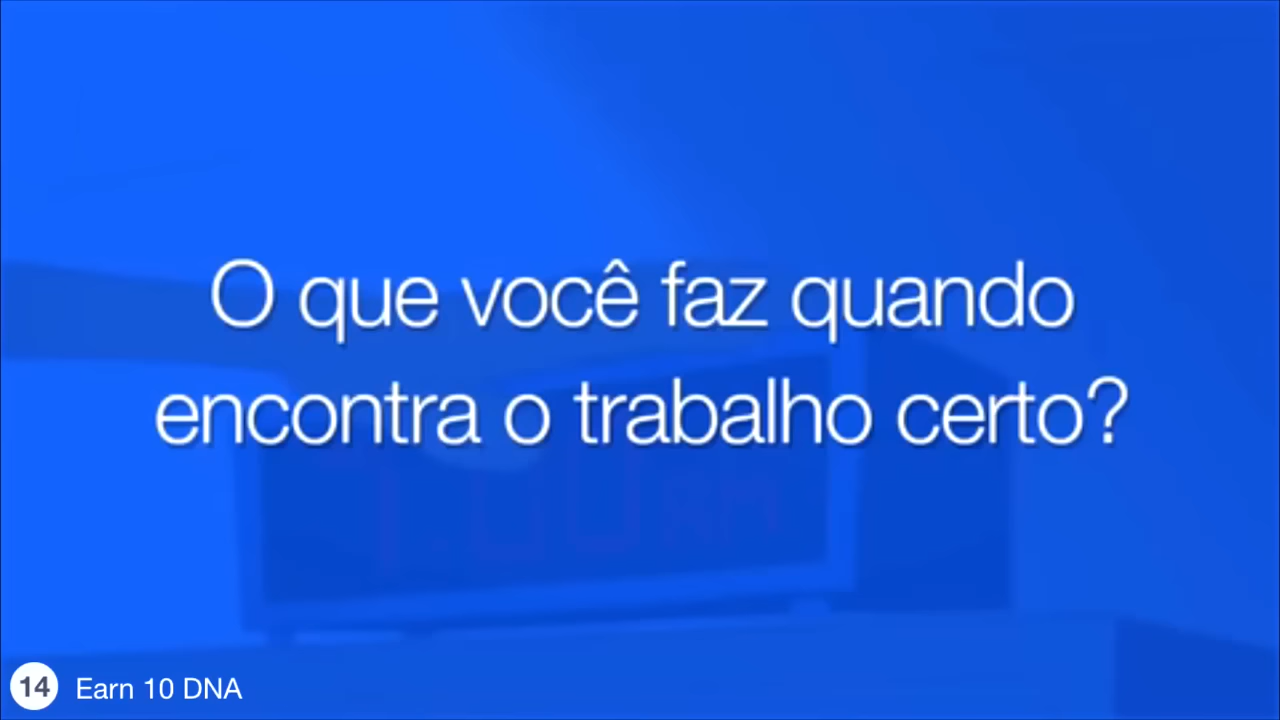 O que você faz quando
encontra o trabalho certo?
14 Earn 10 DNA